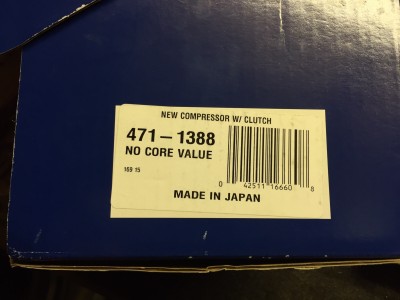 NEW COMPRESSOR W/ CLUTCH
471-1388
NO CORE VALUE
169 15
0 42511 16660 8
MADE IN JAPAN